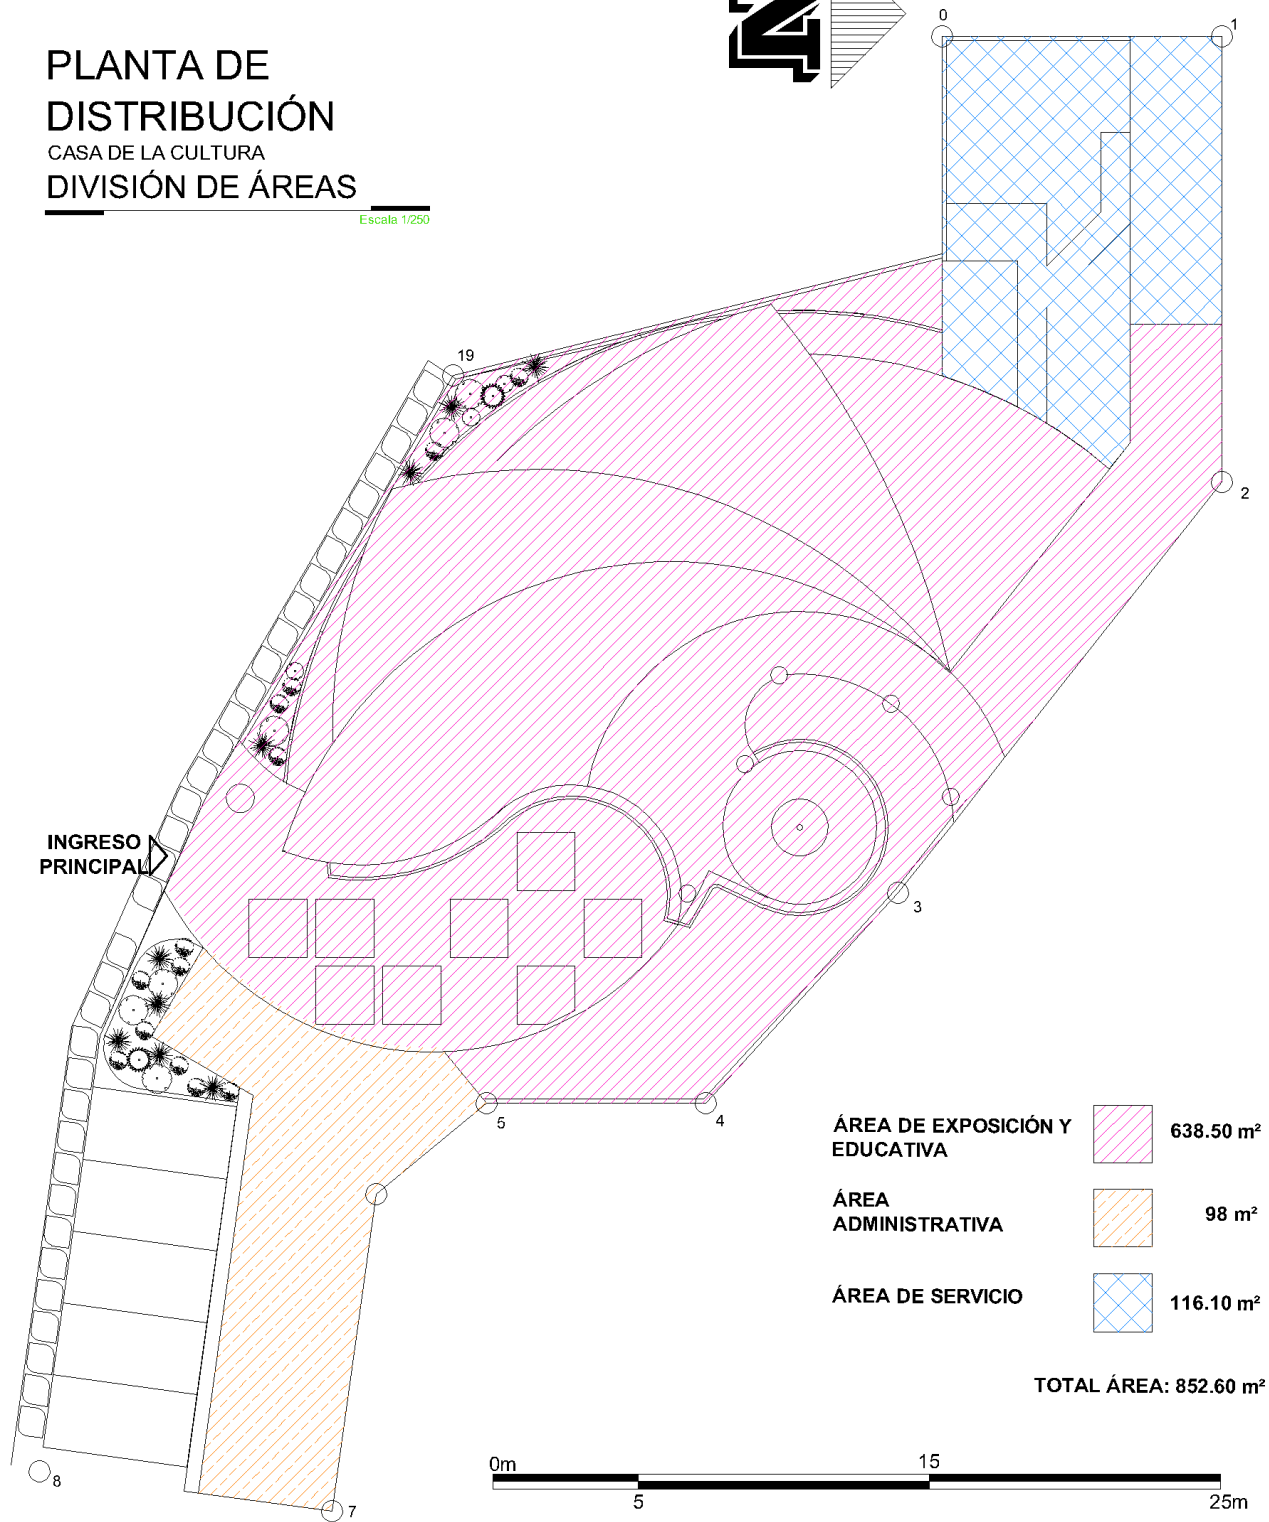 PLANTA DE
DISTRIBUCIÓN
CASA DE LA CULTURA
DIVISIÓN DE ÁREAS
Escala 1/250
N
0
1
19
2
INGRESO
PRINCIPAL
3
5
4
ÁREA DE EXPOSICIÓN Y
EDUCATIVA
638.50 m²
ÁREA
ADMINISTRATIVA
98 m²
ÁREA DE SERVICIO
116.10 m²
TOTAL ÁREA: 852.60 m²
8
7
0m
15
5
25m